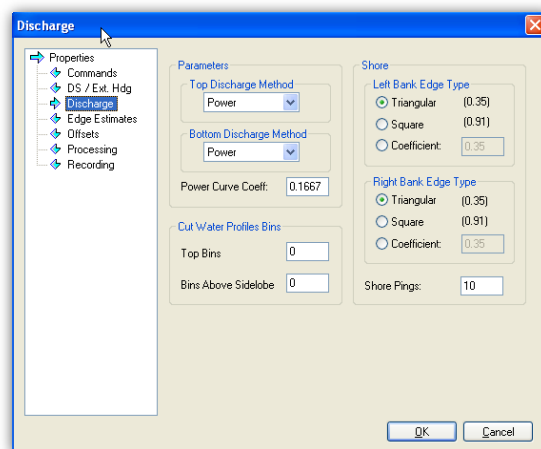 Discharge
Properties
Commands
DS / Ext. Hdg
Discharge
Edge Estimates
Offsets
Processing
Recording
Parameters
Top Discharge Method
Power
Bottom Discharge Method
Power
Power Curve Coeff: 0.1667
Cut Water Profiles Bins
Top Bins 0
Bins Above Sidelobe 0
Shore
Left Bank Edge Type
Triangular (0.35)
Square (0.91)
Coefficient: 0.35
Right Bank Edge Type
Triangular (0.35)
Square (0.91)
Coefficient: 0.35
Shore Pings: 10
OK Cancel